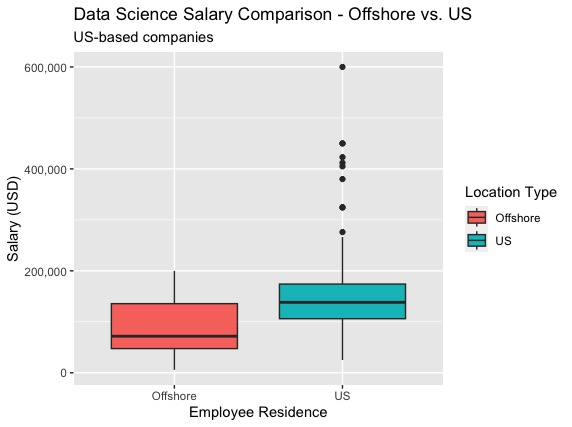 Data Science Salary Comparison - Offshore vs. US
US-based companies
600,000
400,000
200,000
0
Salary (USD)
Offshore
US
Employee Residence
Location Type
Offshore
US